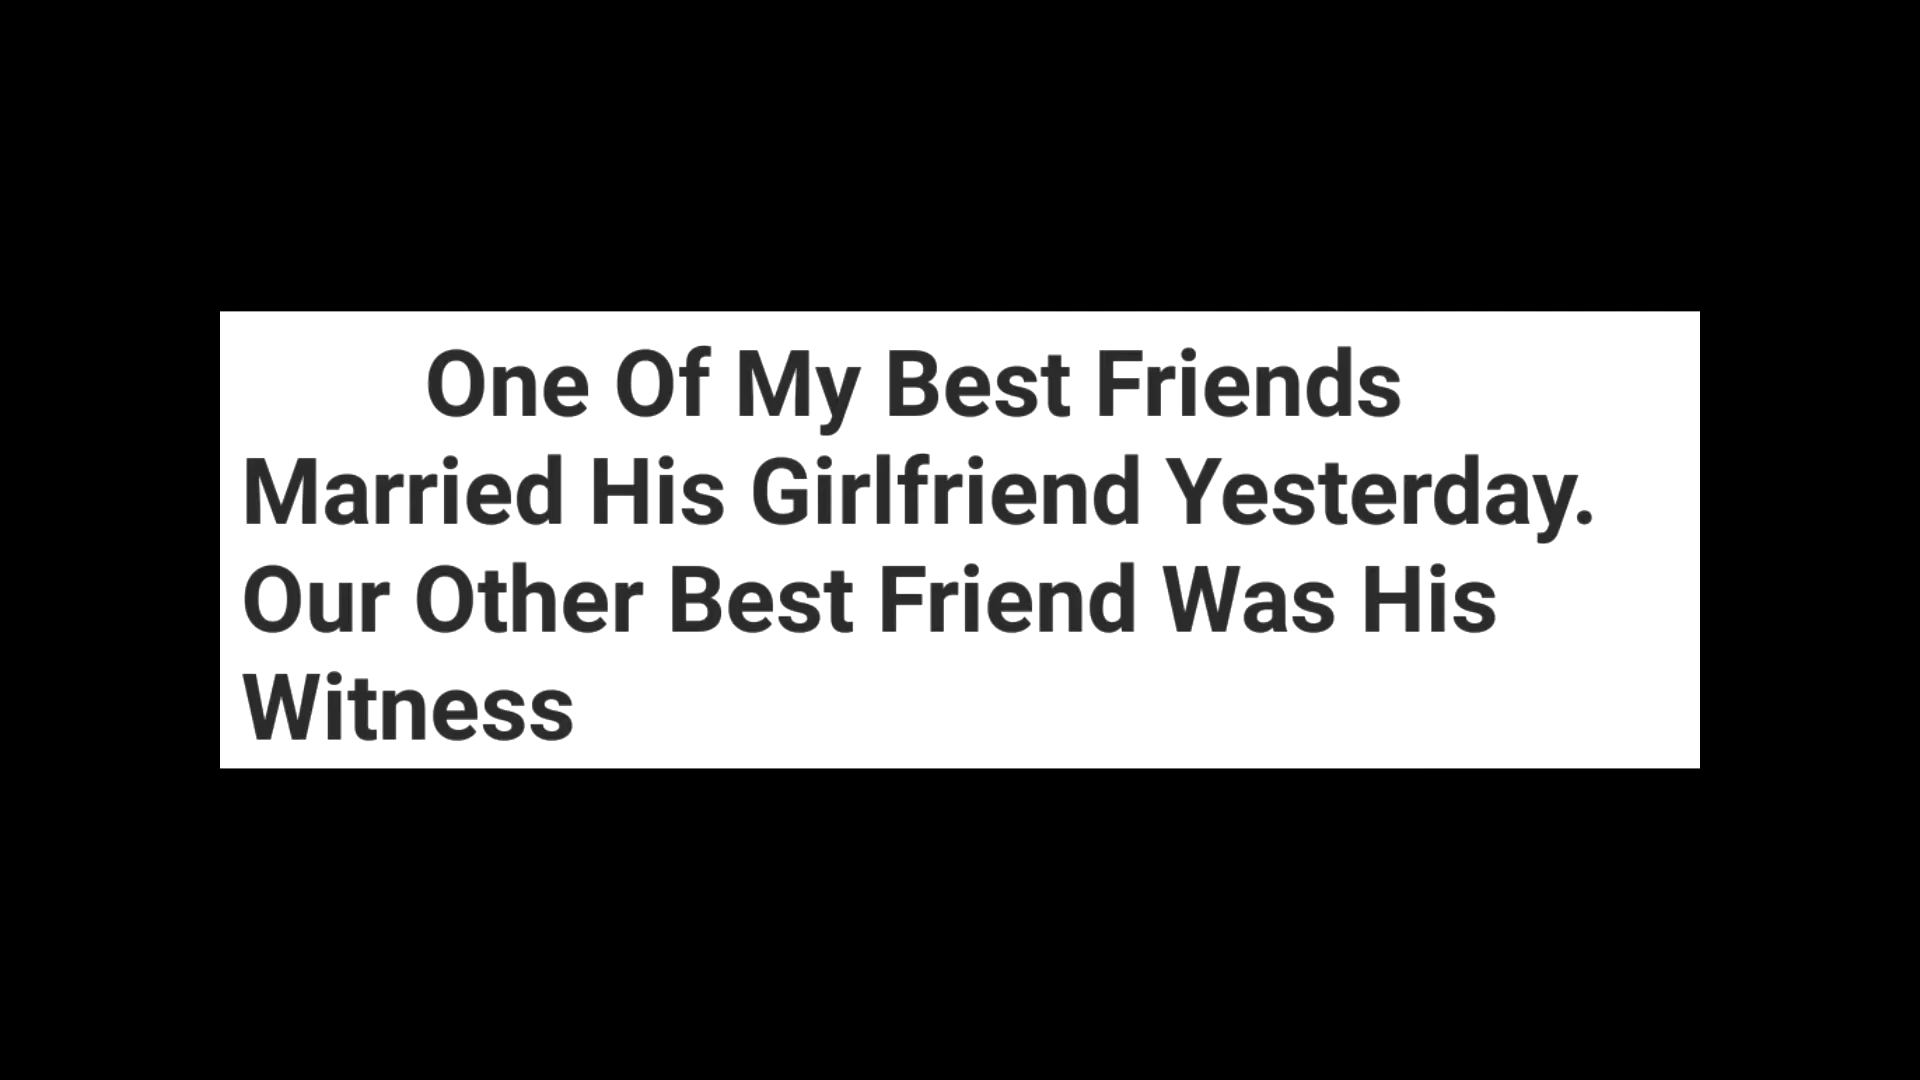 One Of My Best Friends
Married His Girlfriend Yesterday.
Our Other Best Friend Was His
Witness